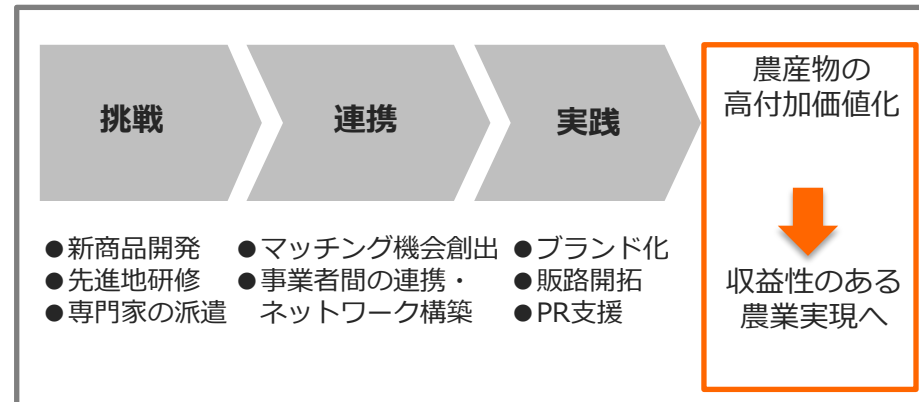 挑戦
連携
実践
●新商品開発
●先進地研修
●専門家の派遣
●マッチング機会創出
●事業者間の連携・
ネットワーク構築
●ブランド化
●販路開拓
●PR支援
農産物の
高付加価値化
収益性のある
農業実現へ